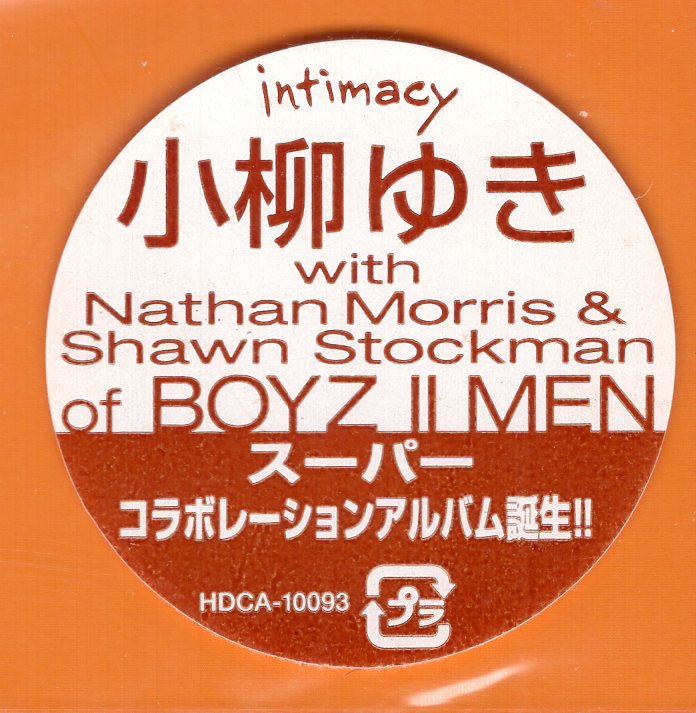 intimacy
小柳ゆき
with
Nathan Morris &
Shawn Stockman
of BOYZ II MEN
スーパー
コラボレーションアルバム誕生!!
HDCA-10093
プラ